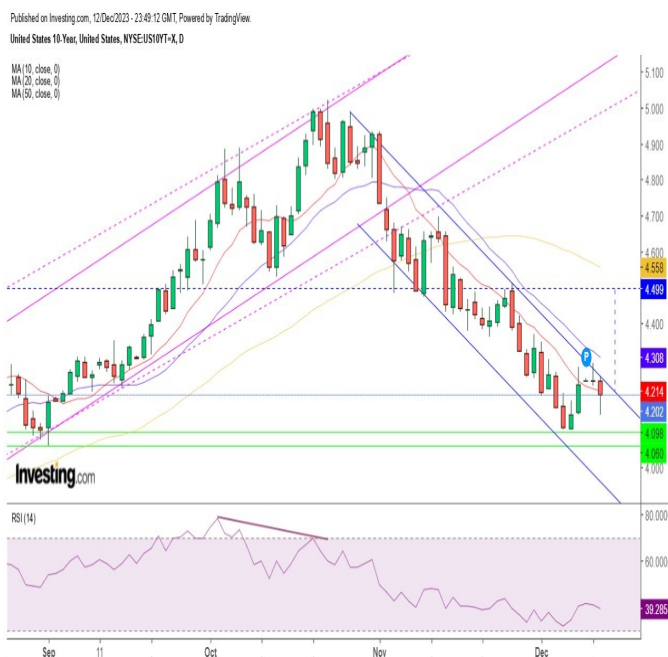 Published on Investing.com, 12/Dec/2023 - 23:49:12 GMT, Powered by TradingView.
United States 10-Year, United States, NYSE:US10YT=X, D
MA (10, close, 0)
MA (20, close, 0)
MA (50, close, 0)
5.100
5.000
4.900
4.800
4.700
4.600
4.558
4.499
4.400
4.308
P
4.214
4.202
4.098
4.060
4.000
Investing.com
RSI (14)
80.000
60.000
39.285
Sep 11 Oct Nov Dec